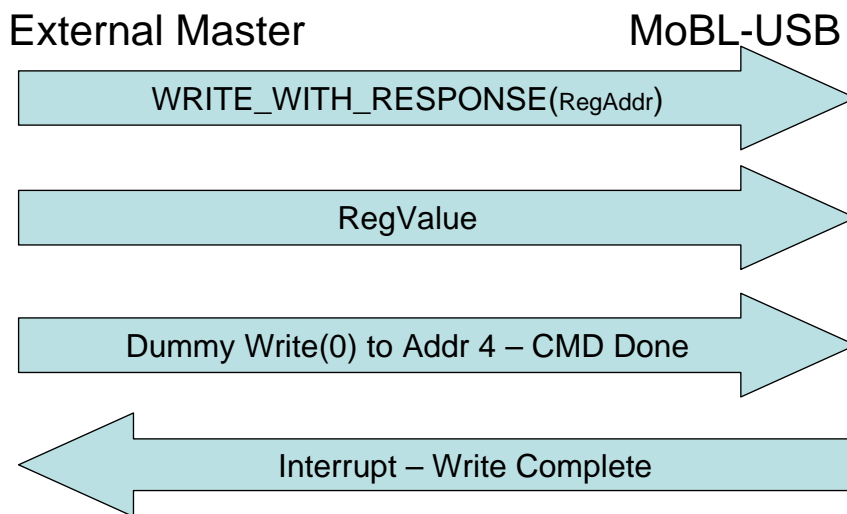 External Master MoBL-USB
WRITE_WITH_RESPONSE(RegAddr)
RegValue
Dummy Write(0) to Addr 4 – CMD Done
Interrupt – Write Complete